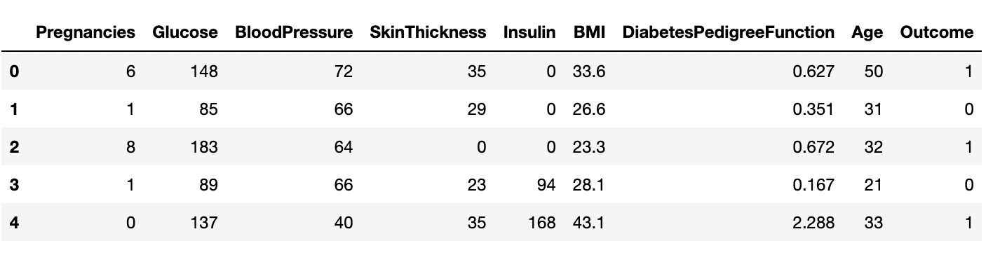 Pregnancies Glucose BloodPressure SkinThickness Insulin BMI DiabetesPedigreeFunction Age Outcome
0 6 148 72 35 0 33.6 0.627 50 1
1 1 85 66 29 0 26.6 0.351 31 0
2 8 183 64 0 0 23.3 0.672 32 1
3 1 89 66 23 94 28.1 0.167 21 0
4 0 137 40 35 168 43.1 2.288 33 1